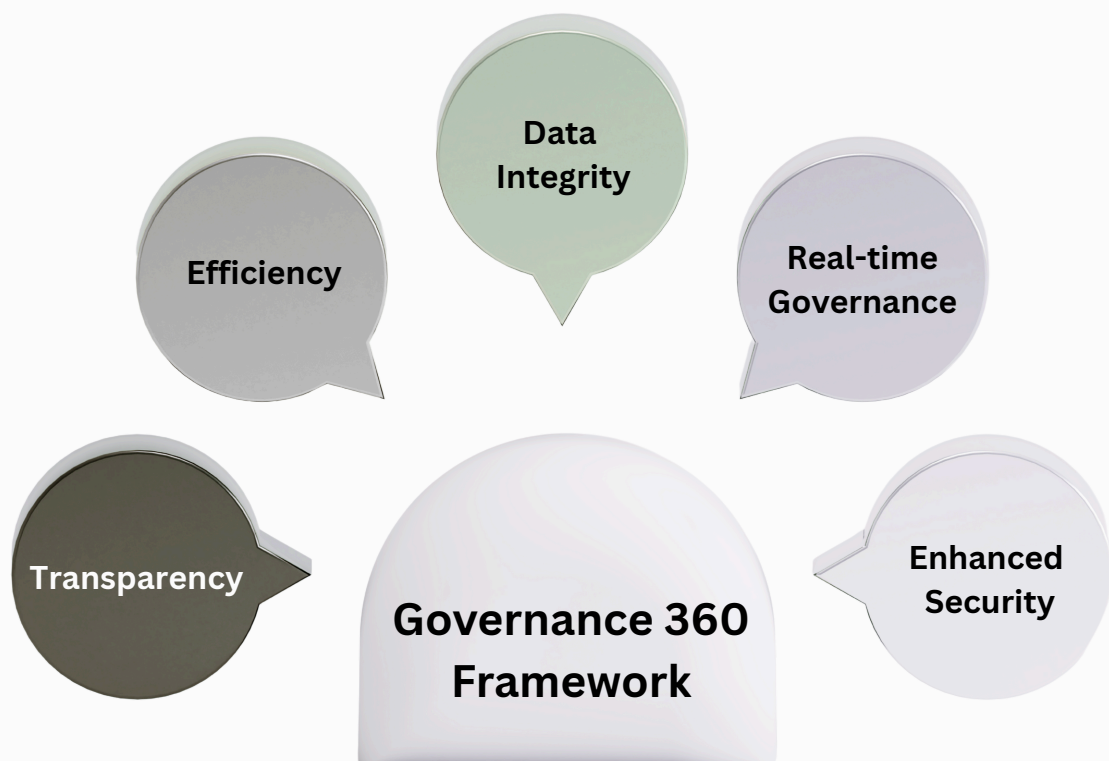 Data
Integrity
Efficiency
Real-time
Governance
Transparency
Enhanced
Security
Governance 360
Framework